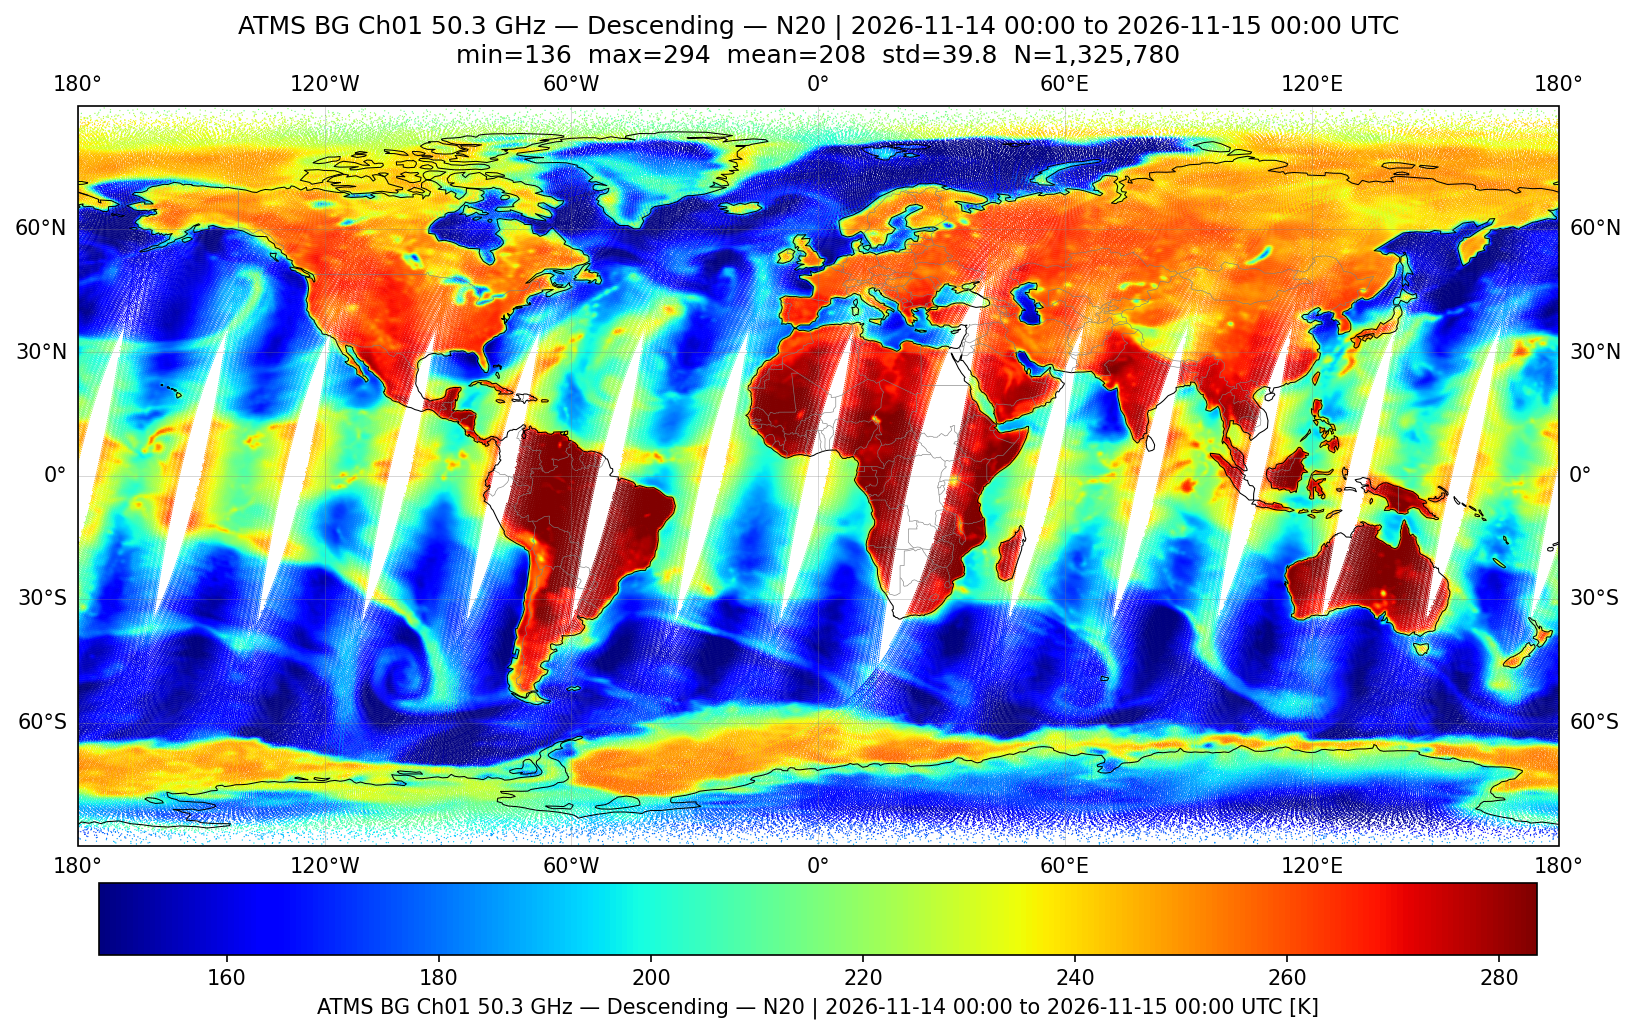 ATMS BG Ch01 50.3 GHz — Descending — N20 | 2026-11-14 00:00 to 2026-11-15 00:00 UTC
min=136 max=294 mean=208 std=39.8 N=1,325,780
180° 120°W 60°W 0° 60°E 120°E 180°
60°N 60°N
30°N 30°N
0° 0°
30°S 30°S
60°S 60°S
180° 120°W 60°W 0° 60°E 120°E 180°
160 180 200 220 240 260 280
ATMS BG Ch01 50.3 GHz — Descending — N20 | 2026-11-14 00:00 to 2026-11-15 00:00 UTC [K]